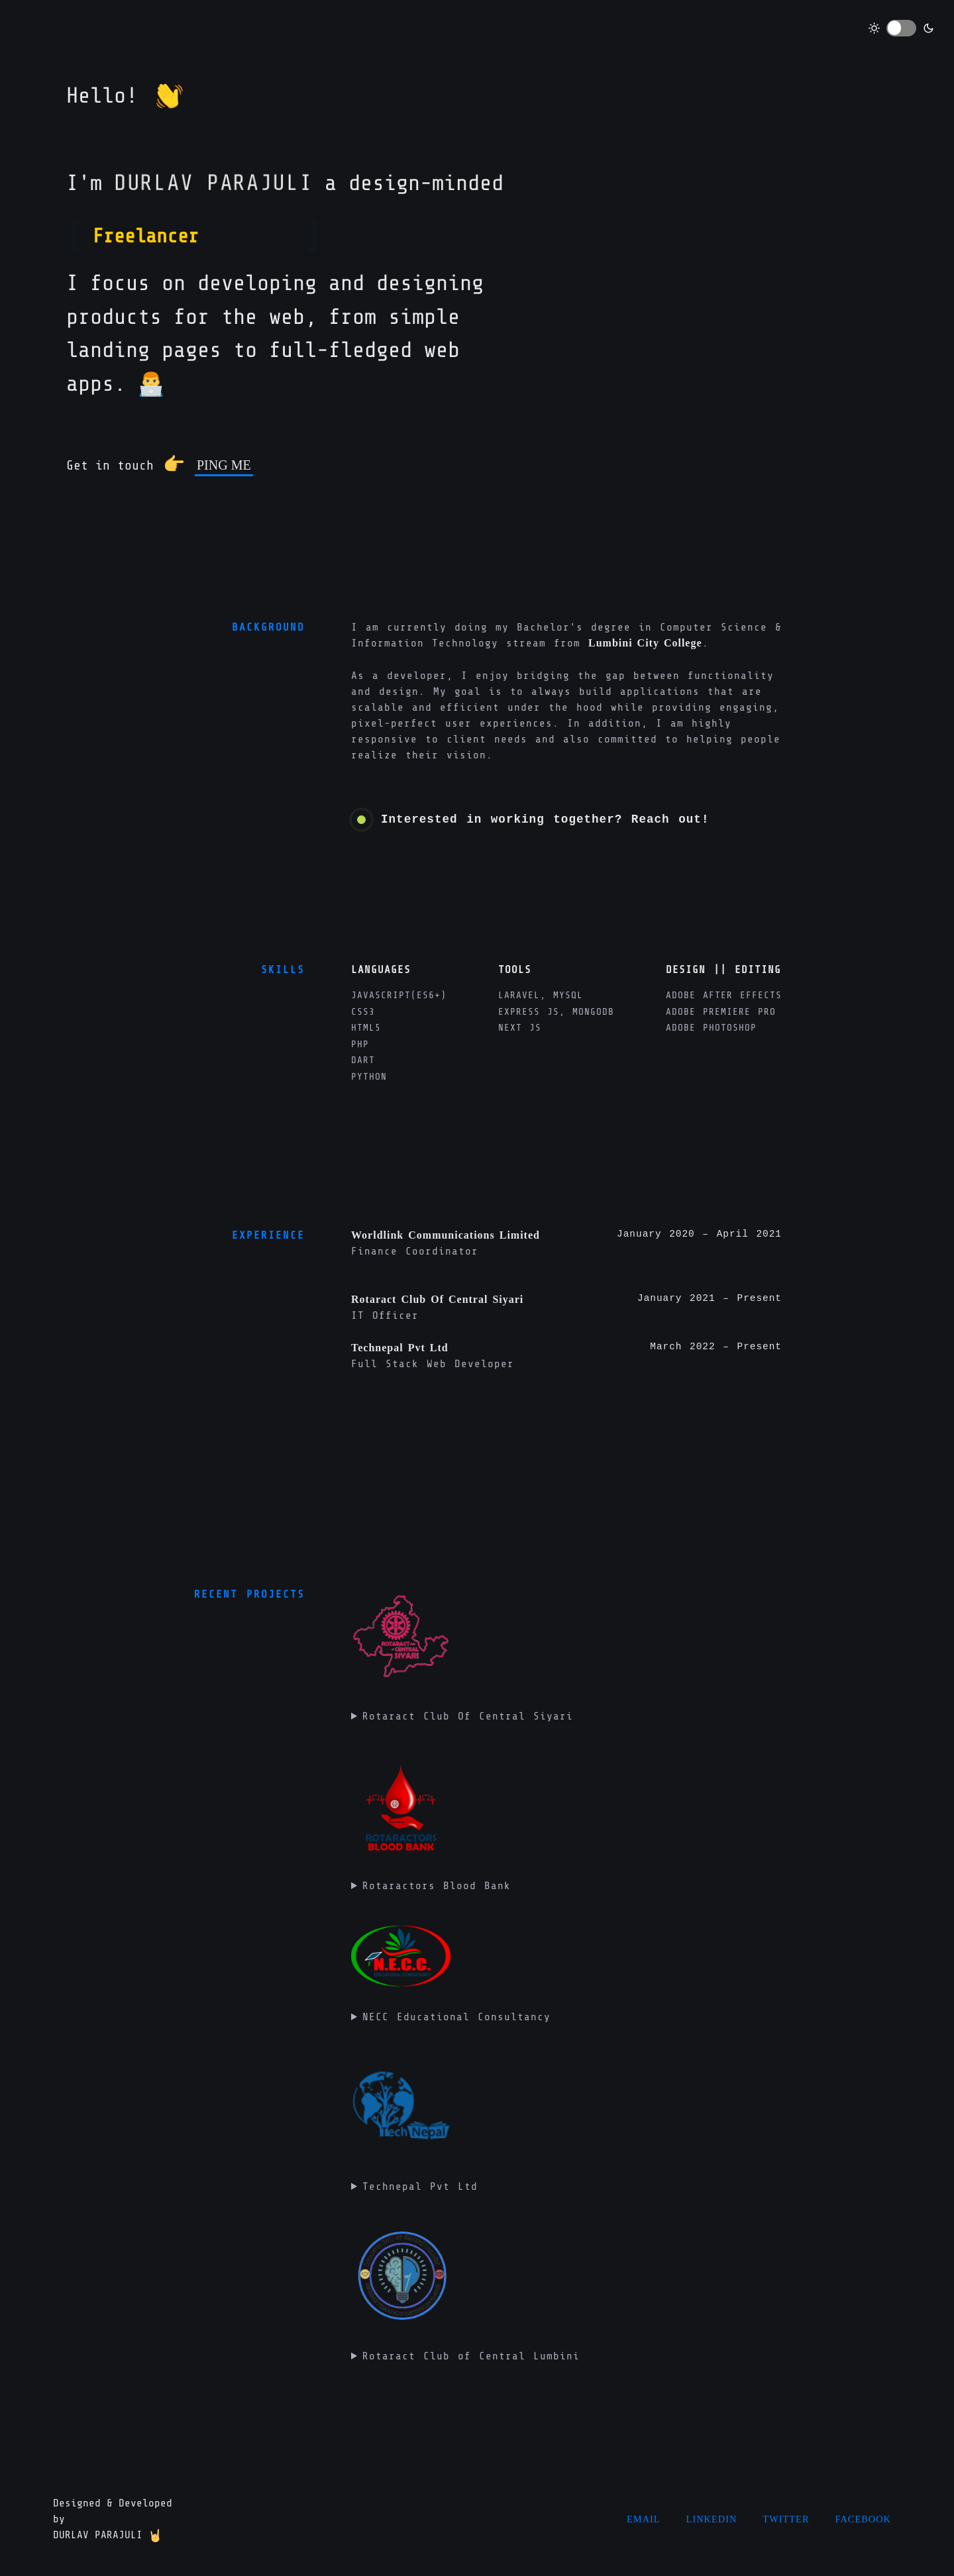 Hello! 👋
I'm DURLAV PARAJULI a design-minded
Freelancer
I focus on developing and designing
products for the web, from simple
landing pages to full-fledged web
apps. 👨‍💻
Get in touch 👉 PING ME
BACKGROUND
I am currently doing my Bachelor's degree in Computer Science &
Information Technology stream from Lumbini City College.
As a developer, I enjoy bridging the gap between functionality
and design. My goal is to always build applications that are
scalable and efficient under the hood while providing engaging,
pixel-perfect user experiences. In addition, I am highly
responsive to client needs and also committed to helping people
realize their vision.
Interested in working together? Reach out!
SKILLS
LANGUAGES
JAVASCRIPT(ES6+)
CSS3
HTML5
PHP
DART
PYTHON
TOOLS
LARAVEL, MYSQL
EXPRESS JS, MONGODB
NEXT JS
DESIGN || EDITING
ADOBE AFTER EFFECTS
ADOBE PREMIERE PRO
ADOBE PHOTOSHOP
EXPERIENCE
Worldlink Communications Limited
January 2020 – April 2021
Finance Coordinator
Rotaract Club Of Central Siyari
January 2021 – Present
IT Officer
Technepal Pvt Ltd
March 2022 – Present
Full Stack Web Developer
RECENT PROJECTS
ROTARACT
CENTRAL
SIYARI
▶ Rotaract Club Of Central Siyari
ROTARACTORS
BLOOD BANK
▶ Rotaractors Blood Bank
N.E.C.C.
▶ NECC Educational Consultancy
Tech Nepal
▶ Technepal Pvt Ltd
▶ Rotaract Club of Central Lumbini
Designed & Developed
by
DURLAV PARAJULI 🤘
EMAIL LINKEDIN TWITTER FACEBOOK